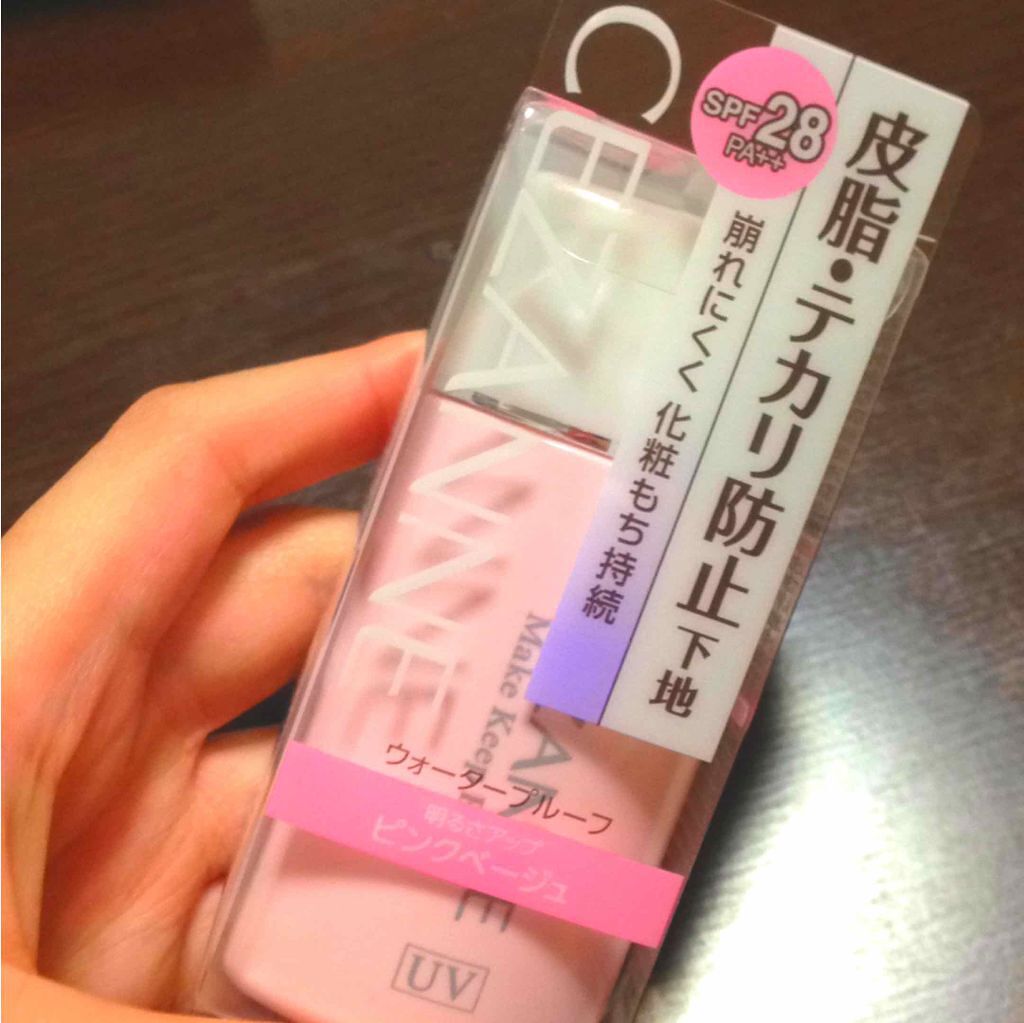 CEZANNE
SPF28
PA++
皮脂・テカリ防止下地
崩れにくく 化粧もち持続
Make Keep
ウォータープルーフ
明るさアップ
ピンクベージュ
UV